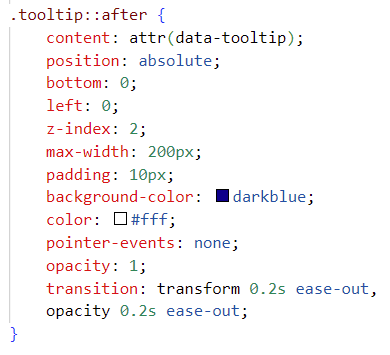 .tooltip::after {
content: attr(data-tooltip);
position: absolute;
bottom: 0;
left: 0;
z-index: 2;
max-width: 200px;
padding: 10px;
background-color: darkblue;
color: #fff;
pointer-events: none;
opacity: 1;
transition: transform 0.2s ease-out,
opacity 0.2s ease-out;
}